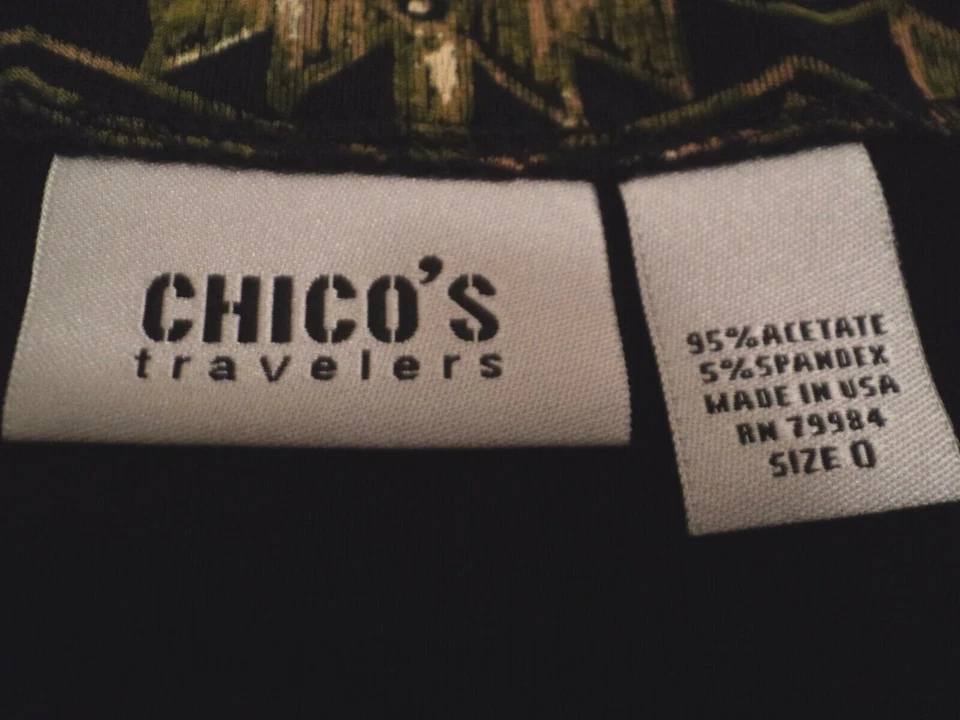 CHICO'S
travelers
95% ACETATE
5% SPANDEX
MADE IN USA
RN 79984
SIZE 0